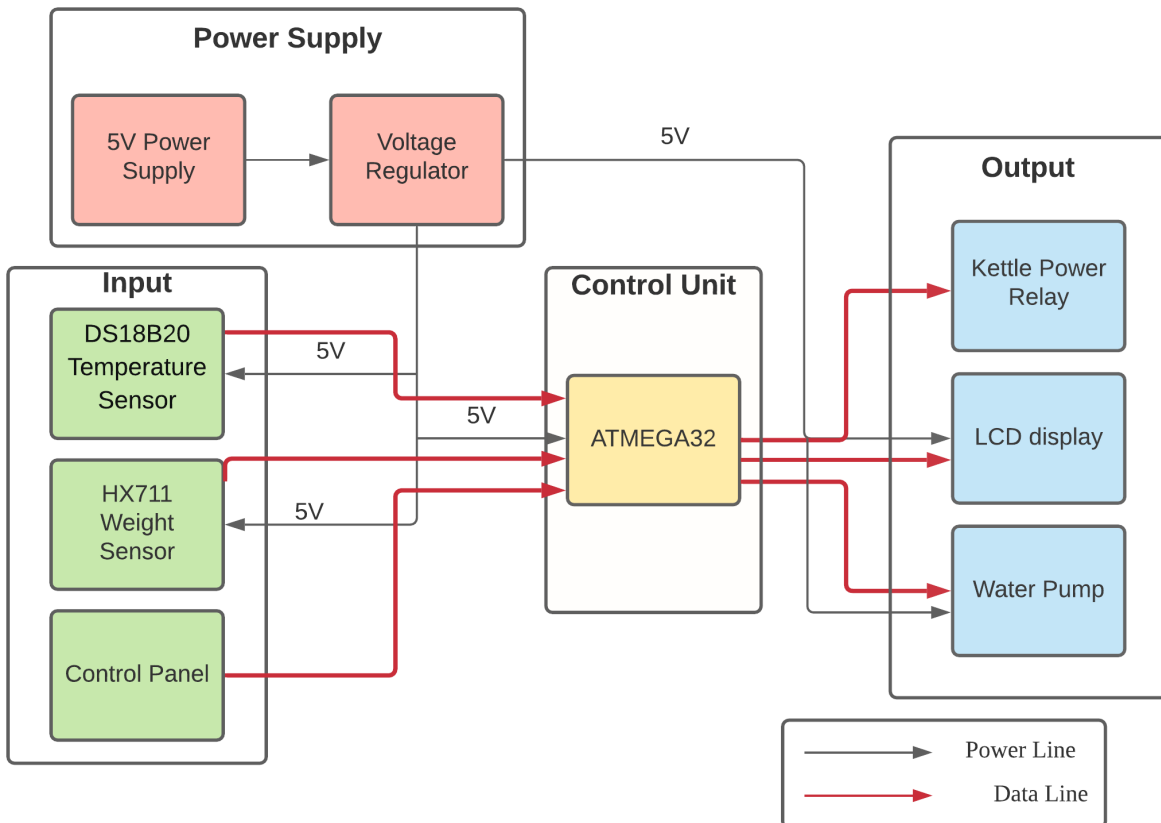 Power Supply
5V Power
Supply
Voltage
Regulator
5V
Output
Kettle Power
Relay
LCD display
Water Pump
Input
DS18B20
Temperature
Sensor
5V
HX711
Weight
Sensor
5V
Control Panel
5V
Control Unit
ATMEGA32
Power Line
Data Line